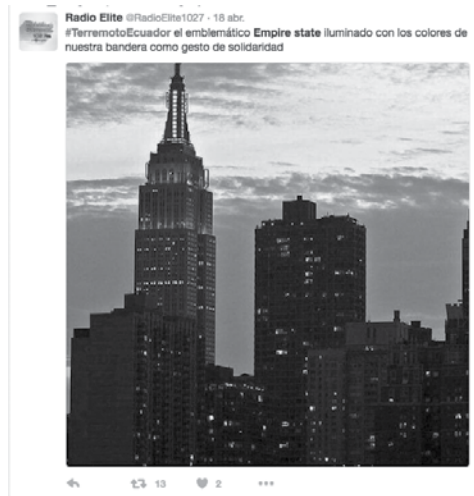 Radio Elite @RadioElite1027 · 18 abr.
#TerremotoEcuador el emblemático Empire state iluminado con los colores de
nuestra bandera como gesto de solidaridad
13 2